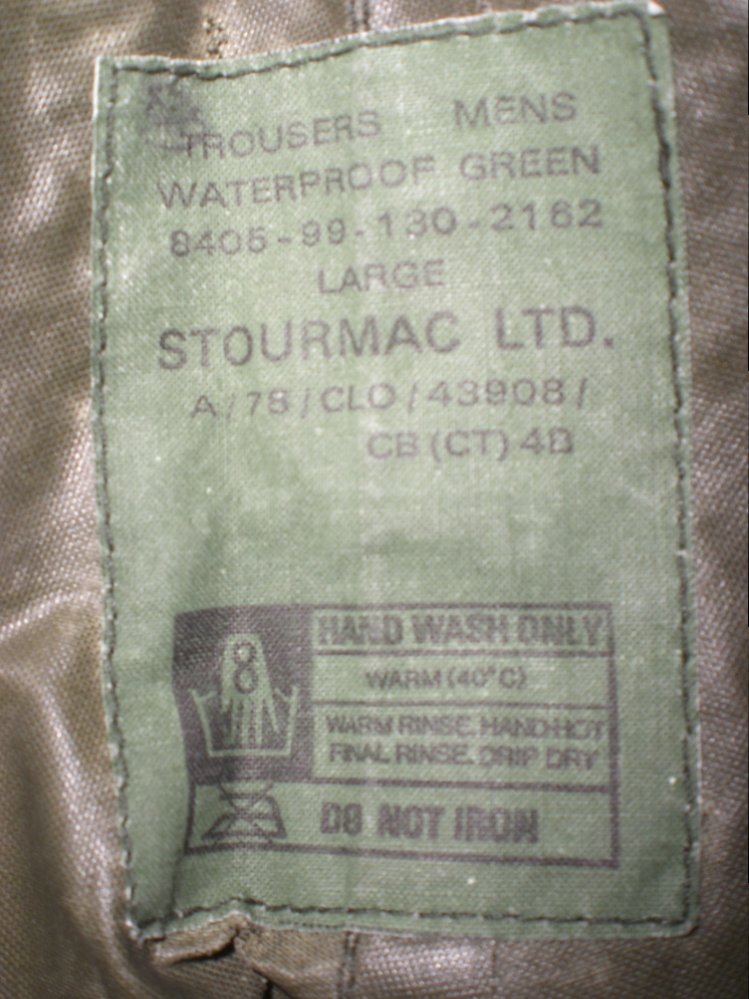 TROUSERS MENS
WATERPROOF GREEN
8405-99-130-2162
LARGE
STOURMAC LTD.
A/78/CLO/43908/
CB(CT)4B
8
HAND WASH ONLY
WARM (40°C)
WARM RINSE. HAND-HOT
FINAL RINSE. DRIP DRY
DO NOT IRON